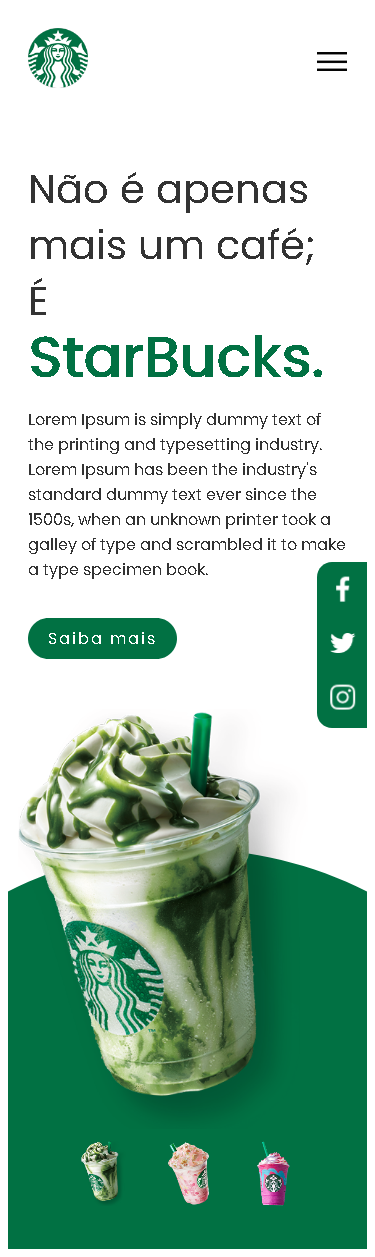 Não é apenas
mais um café;
É
StarBucks.
Lorem Ipsum is simply dummy text of
the printing and typesetting industry.
Lorem Ipsum has been the industry's
standard dummy text ever since the
1500s, when an unknown printer took a
galley of type and scrambled it to make
a type specimen book.
Saiba mais